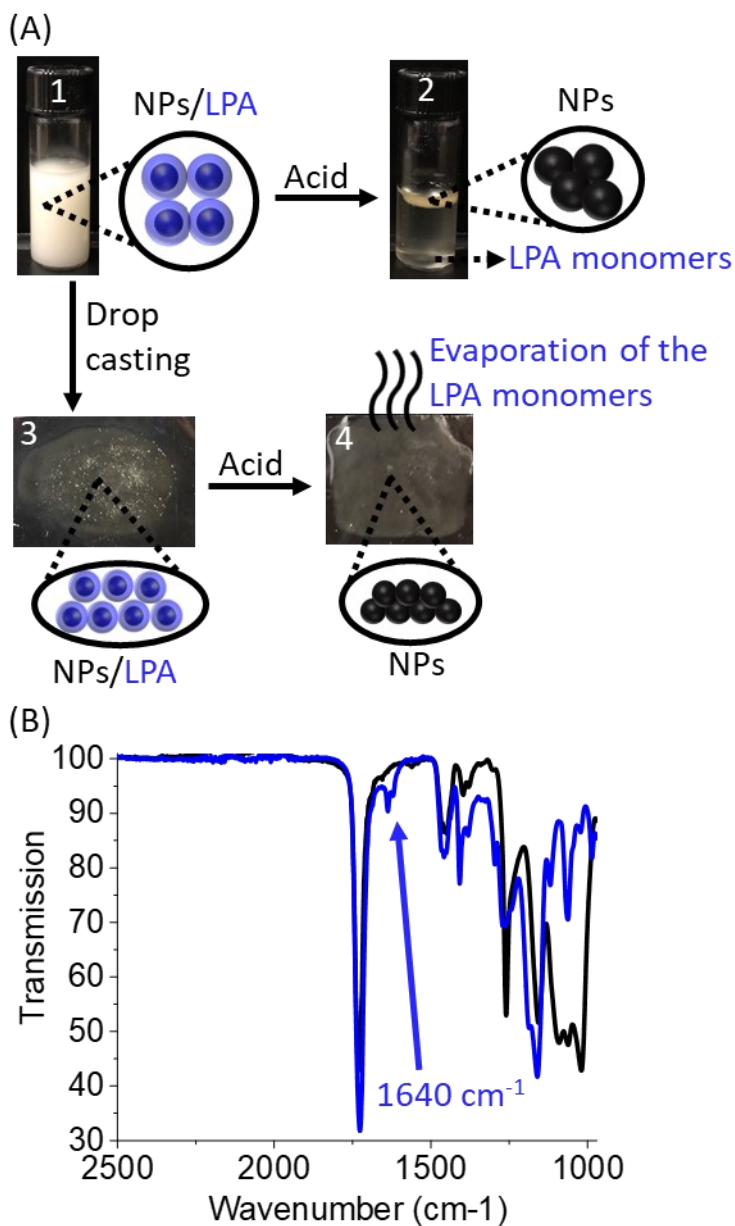 (A)
1
NPs/LPA
Acid
2
NPs
LPA monomers
Drop
casting
Evaporation of the
LPA monomers
3
Acid
4
NPs/LPA
NPs
(B)
100
90
80
70
60
50
40
30
Transmission
1640 cm-1
2500
2000
1500
1000
Wavenumber (cm-1)